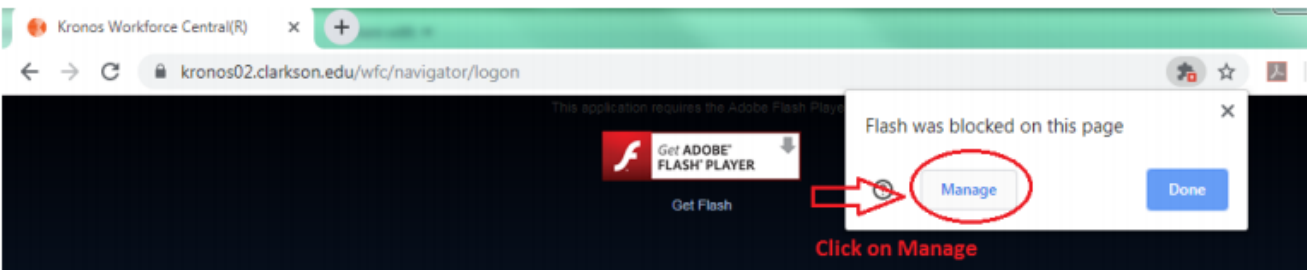 Kronos Workforce Central(R)
kronos02.clarkson.edu/wfc/navigator/logon
This application requires the Adobe Flash Playe
Flash was blocked on this page
Get ADOBE®
FLASH® PLAYER
Manage
Done
Get Flash
Click on Manage